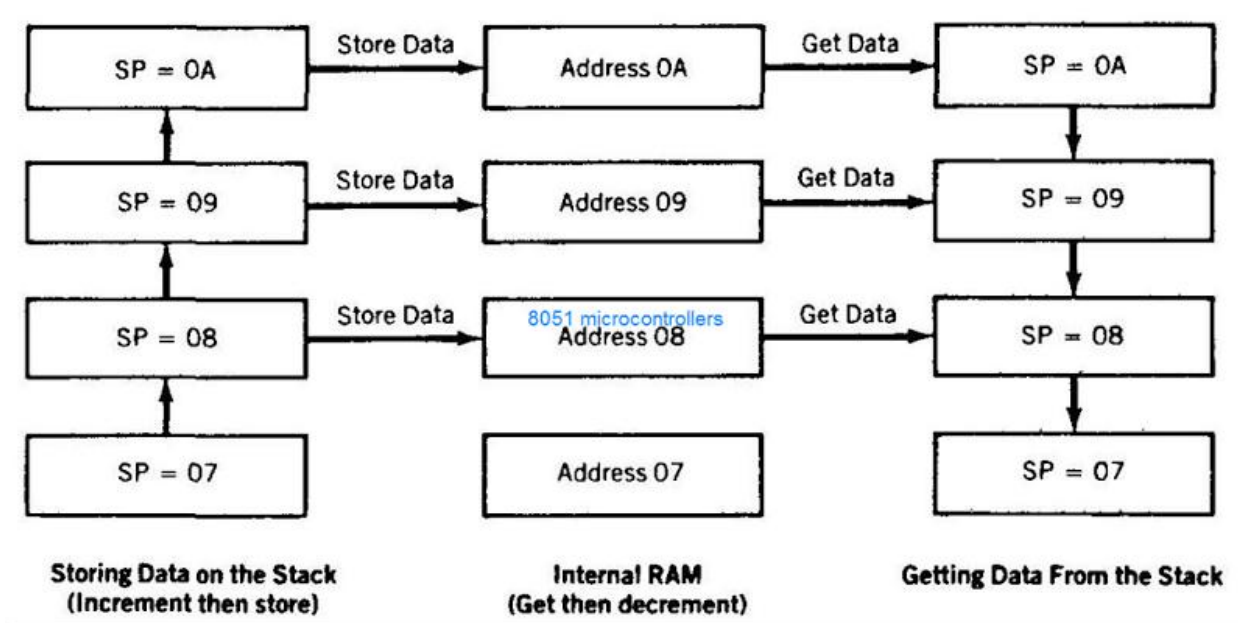 SP = 0A
Store Data
Address 0A
Get Data
SP = 0A
SP = 09
Store Data
Address 09
Get Data
SP = 09
SP = 08
Store Data
8051 microcontrollers
Address 08
Get Data
SP = 08
SP = 07
Address 07
SP = 07
Storing Data on the Stack
(Increment then store)
Internal RAM
(Get then decrement)
Getting Data From the Stack